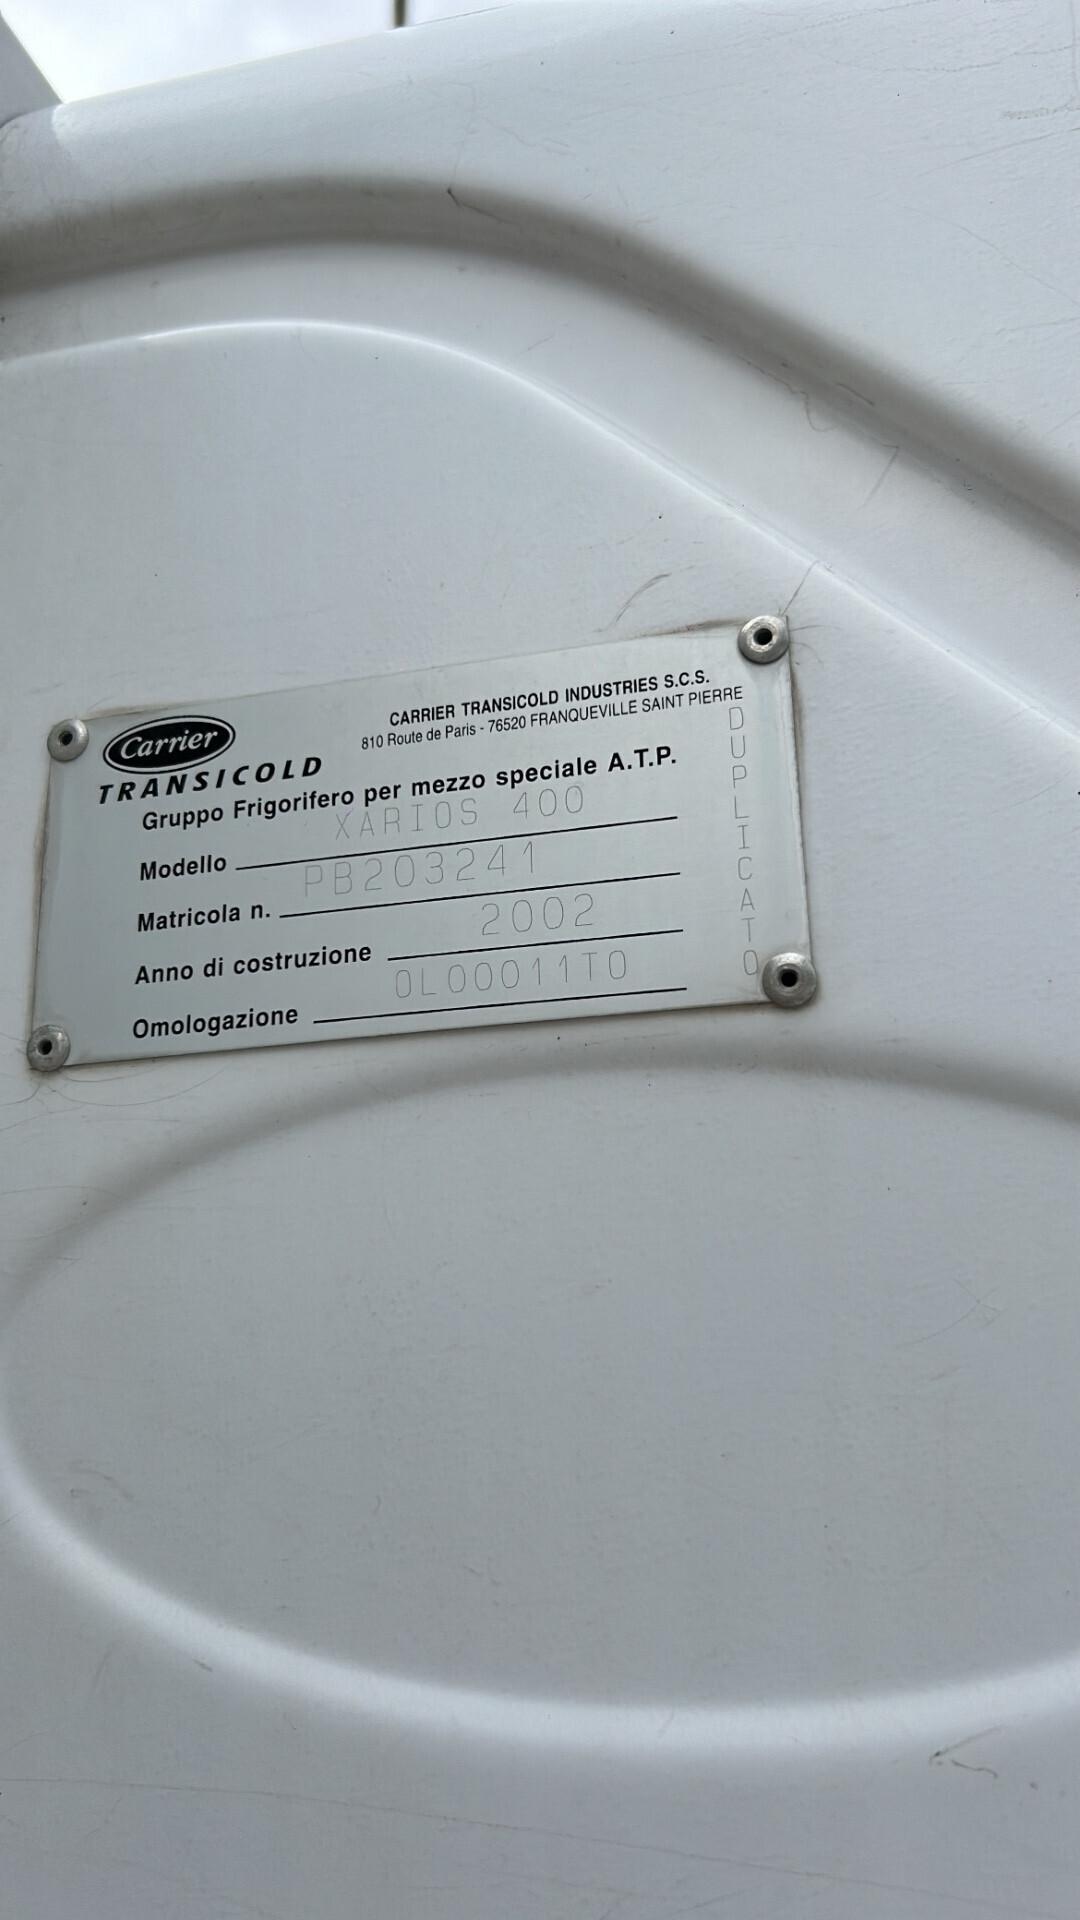 Carrier
TRANSICOLD
CARRIER TRANSICOLD INDUSTRIES S.C.S.
810 Route de Paris - 76520 FRANQUEVILLE SAINT PIERRE
Gruppo Frigorifero per mezzo speciale A.T.P.
Modello XARIOS 400
Matricola n. PB203241
Anno di costruzione 2002
Omologazione OL00011TO
DUPLICATO